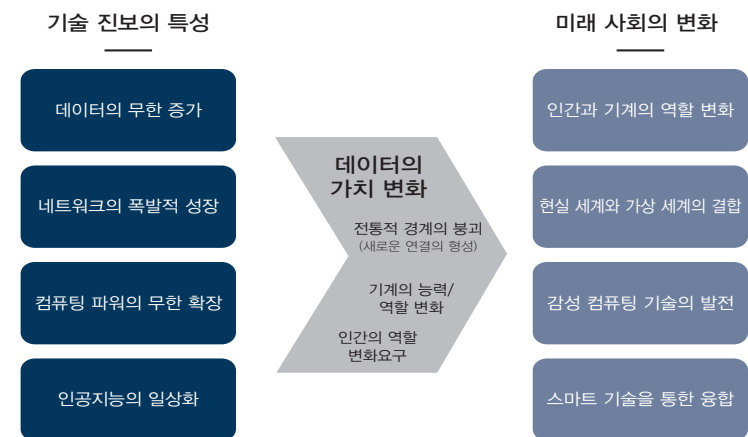 기술 진보의 특성
데이터의 무한 증가
네트워크의 폭발적 성장
컴퓨팅 파워의 무한 확장
인공지능의 일상화
데이터의
가치 변화
전통적 경계의 붕괴
(새로운 연결의 형성)
기계의 능력/
역할 변화
인간의 역할
변화요구
미래 사회의 변화
인간과 기계의 역할 변화
현실 세계와 가상 세계의 결합
감성 컴퓨팅 기술의 발전
스마트 기술을 통한 융합